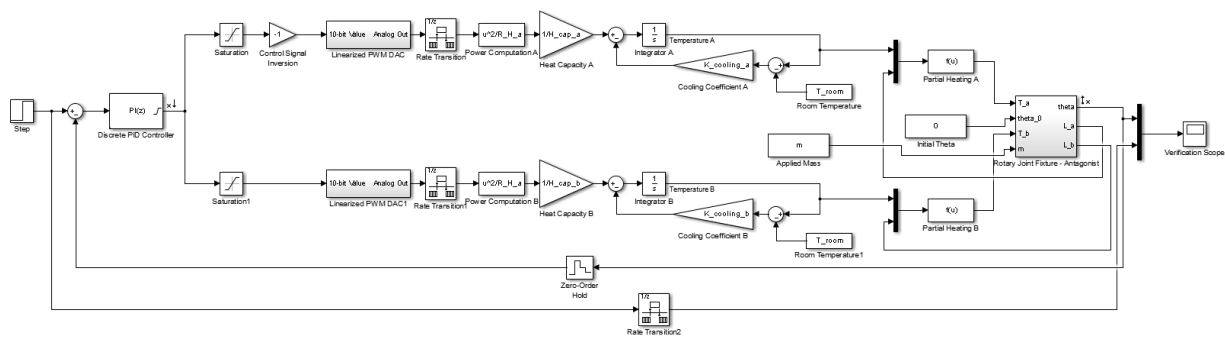 Step
+
-
PI(z)
Discrete PID Controller
Saturation
-1
Control Signal
Inversion
10-bit Value Analog Out
Linearized PWM DAC
1/z
Rate Transition
u^2/R_H_a
Power Computation A
1/H_cap_a
Heat Capacity A
+
-
1
s
Integrator A
Temperature A
K_cooling_a
Cooling Coefficient A
-
+
T_room
Room Temperature
f(u)
Partial Heating A
0
Initial Theta
m
Applied Mass
T_a
theta_0
T_b
m
theta
L_a
L_b
Rotary Joint Fixture - Antagonist
Verification Scope
Saturation1
10-bit Value Analog Out
Linearized PWM DAC1
1/z
Rate Transition1
u^2/R_H_a
Power Computation B
1/H_cap_b
Heat Capacity B
+
-
1
s
Integrator B
Temperature B
K_cooling_b
Cooling Coefficient B
-
+
T_room
Room Temperature1
f(u)
Partial Heating B
Zero-Order
Hold
1/z
Rate Transition2